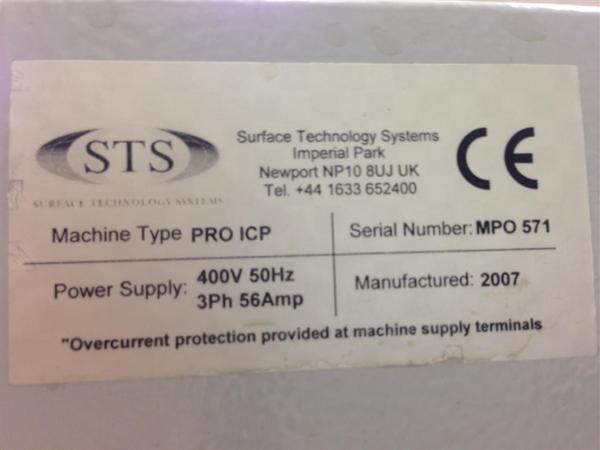 STS
SURFACE TECHNOLOGY SYSTEMS
Surface Technology Systems
Imperial Park
Newport NP10 8UJ UK
Tel. +44 1633 652400
CE
Machine Type PRO ICP
Serial Number: MPO 571
Power Supply: 400V 50Hz
3Ph 56Amp
Manufactured: 2007
"Overcurrent protection provided at machine supply terminals